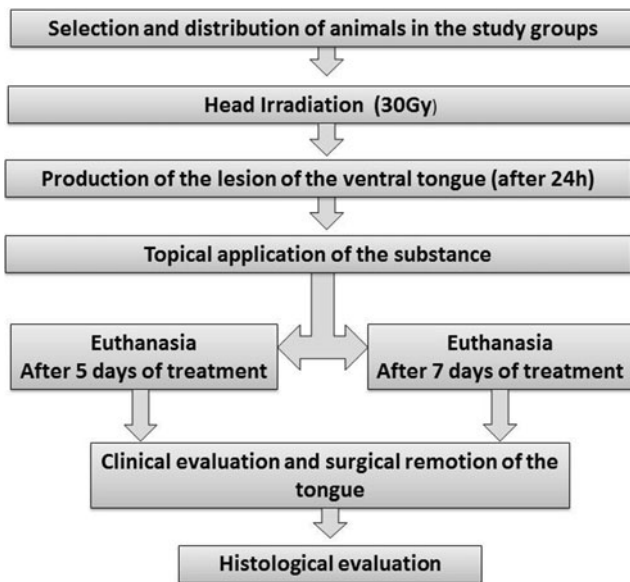 Selection and distribution of animals in the study groups
Head Irradiation (30Gy)
Production of the lesion of the ventral tongue (after 24h)
Topical application of the substance
Euthanasia
After 5 days of treatment
Euthanasia
After 7 days of treatment
Clinical evaluation and surgical remotion of the
tongue
Histological evaluation